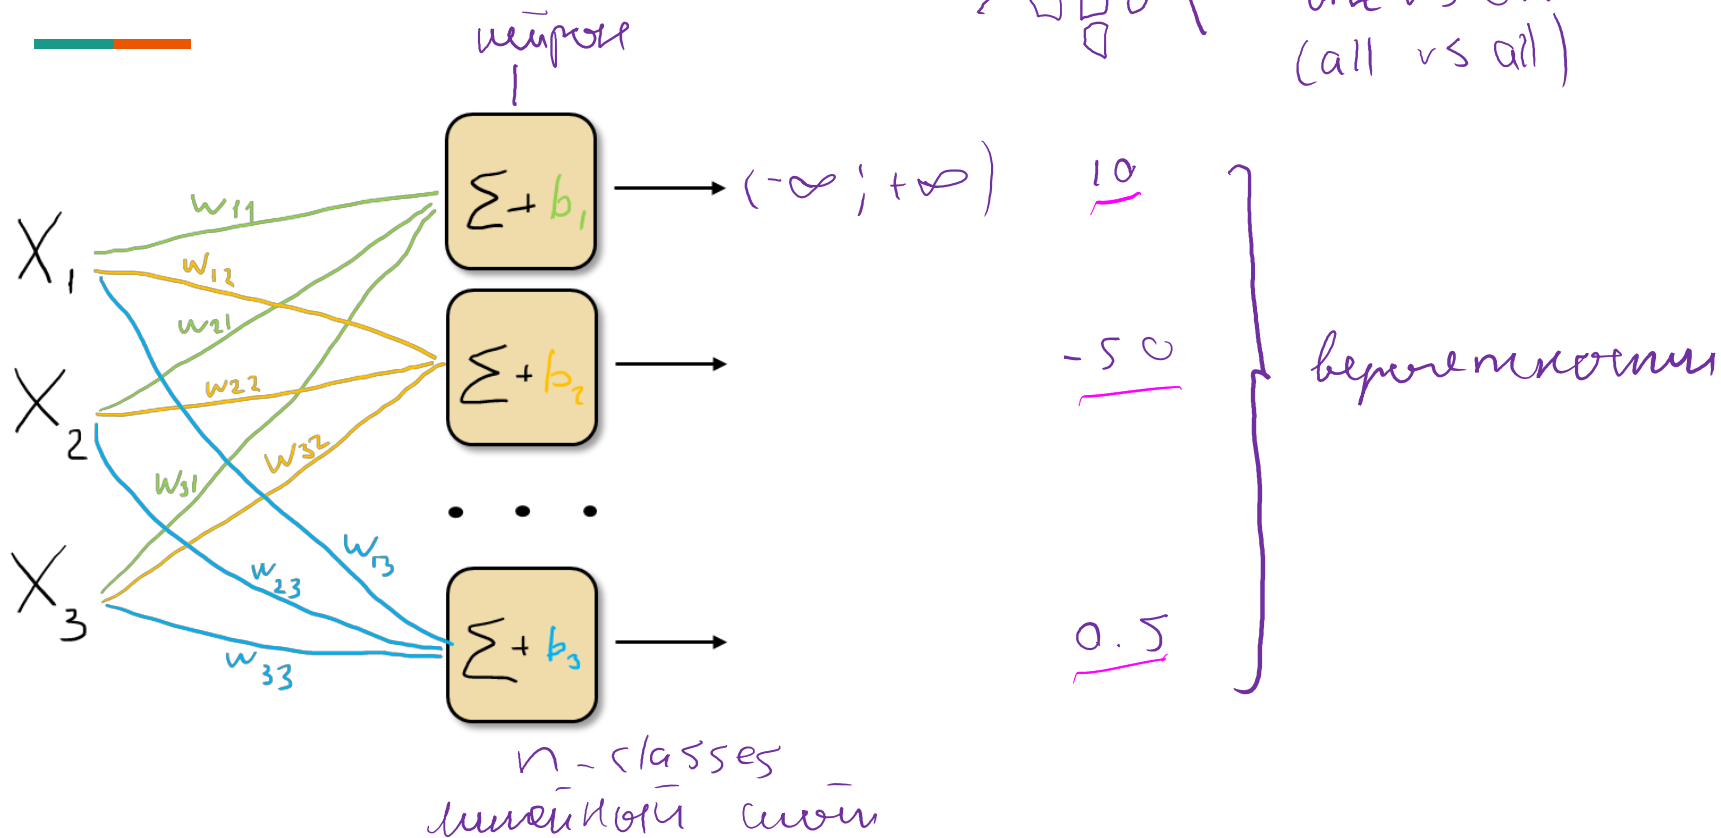 нейрон
(all vs all)
X1
X2
X3
w11
w12
w21
w22
w31
w32
w13
w23
w33
Σ+ b1
Σ+ b2
Σ+ b3
(-∞ ; +∞)
10
-50
0.5
вероятности
n_classes
линейный слой